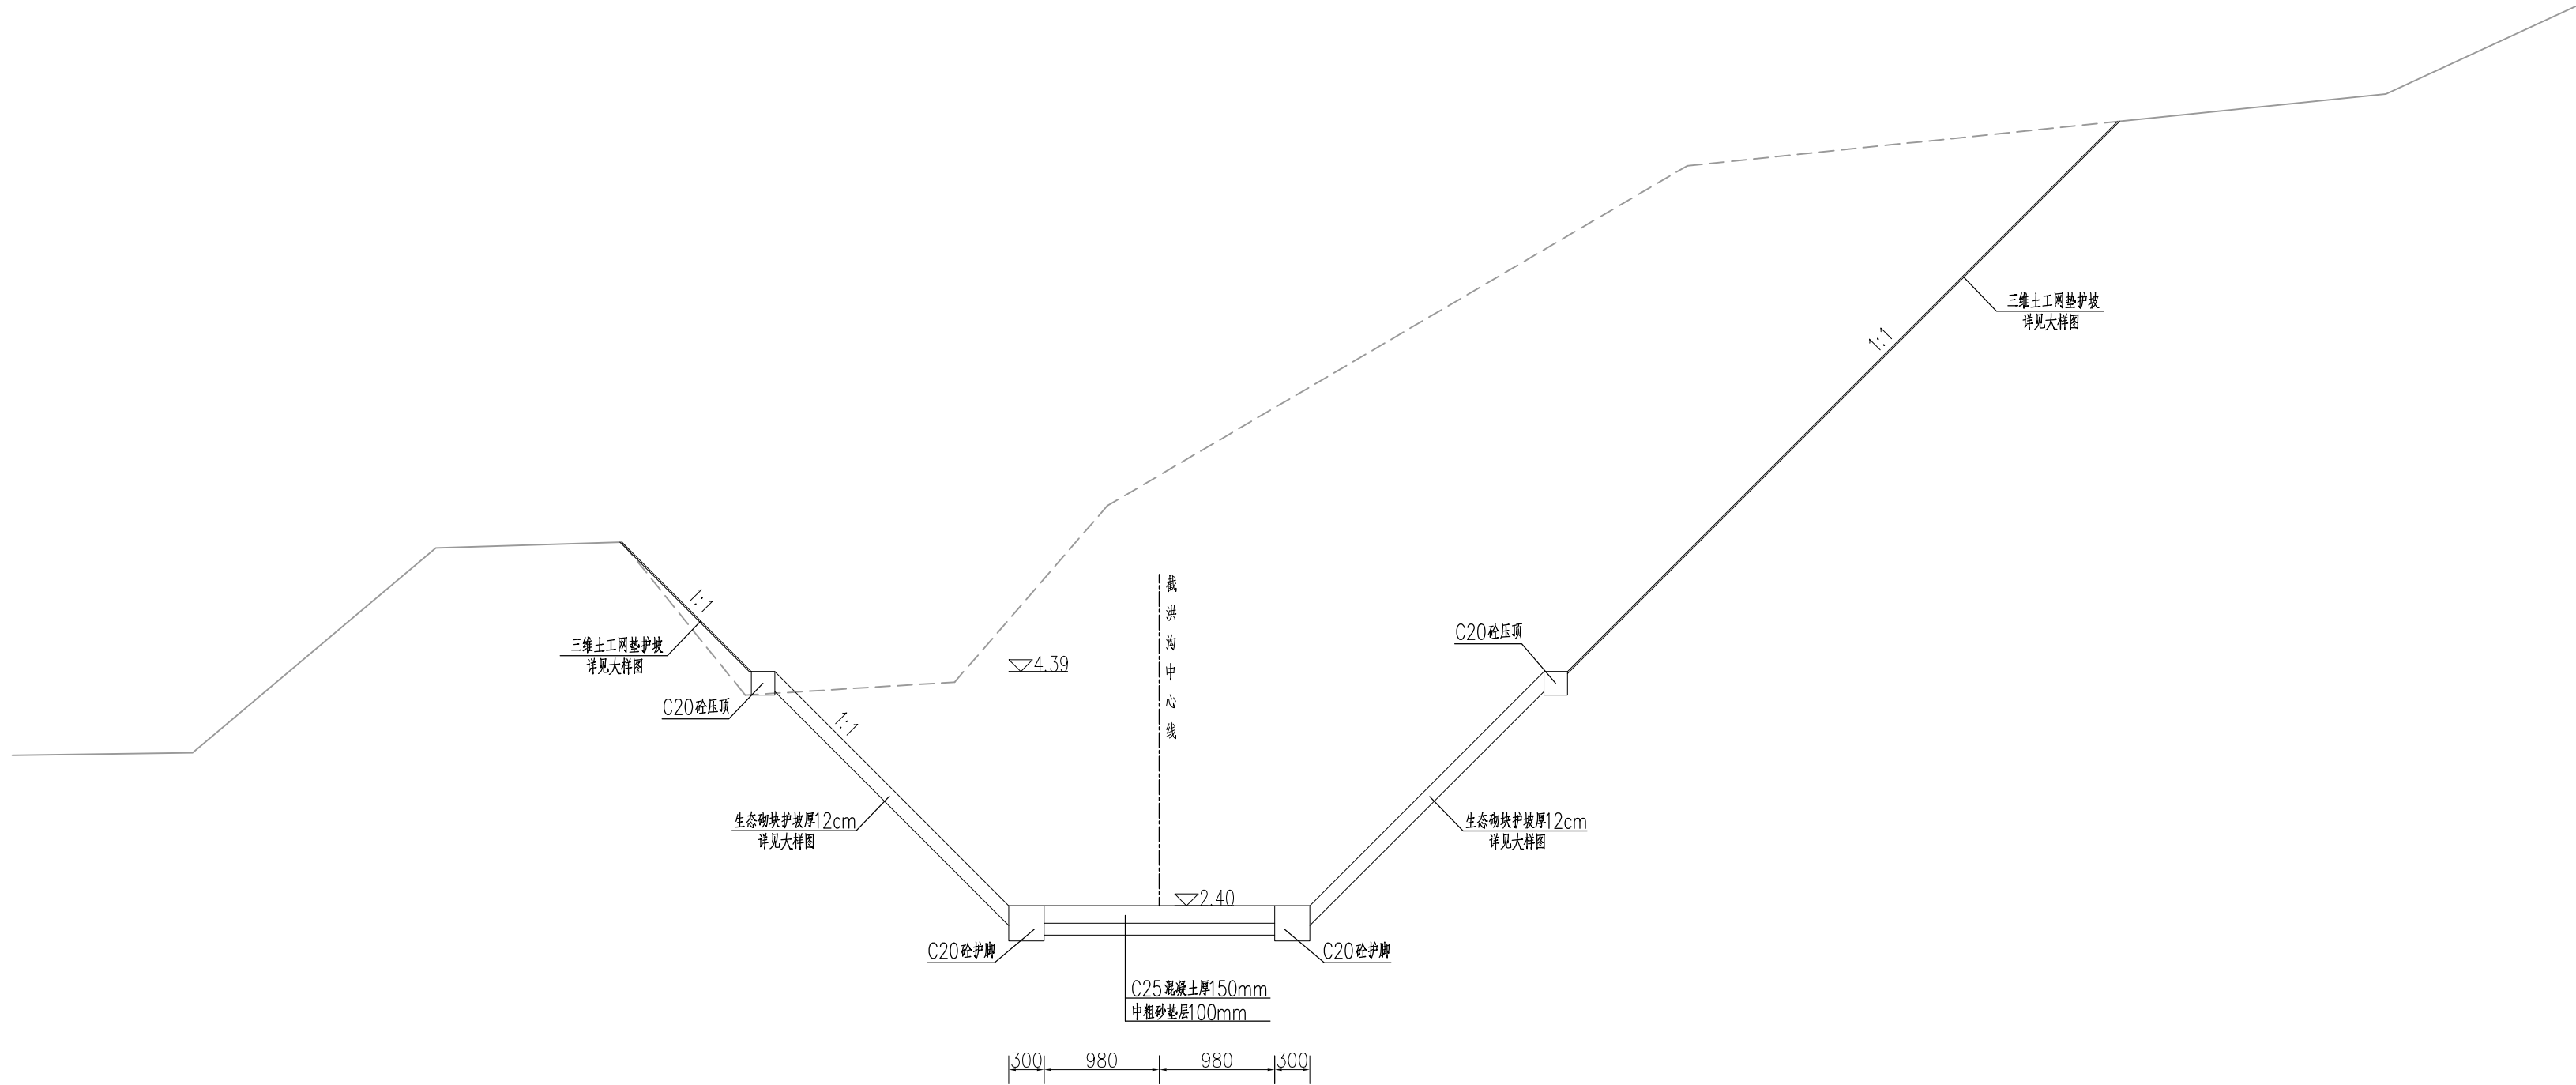 三维土工网垫护坡
详见大样图
1:1
1:1
三维土工网垫护坡
详见大样图
C20砼压顶
1:1
截洪沟中心线
4.39
C20砼压顶
生态砌块护坡厚12cm
详见大样图
生态砌块护坡厚12cm
详见大样图
2.40
C20砼护脚
C20砼护脚
C25混凝土厚150mm
中粗砂垫层100mm
300 980 980 300